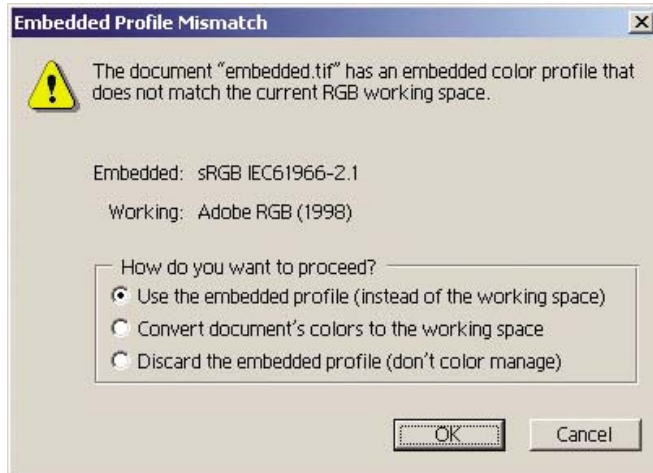 Embedded Profile Mismatch
The document "embedded.tif" has an embedded color profile that
does not match the current RGB working space.
Embedded: sRGB IEC61966-2.1
Working: Adobe RGB (1998)
How do you want to proceed?
Use the embedded profile (instead of the working space)
Convert document's colors to the working space
Discard the embedded profile (don't color manage)
OK Cancel